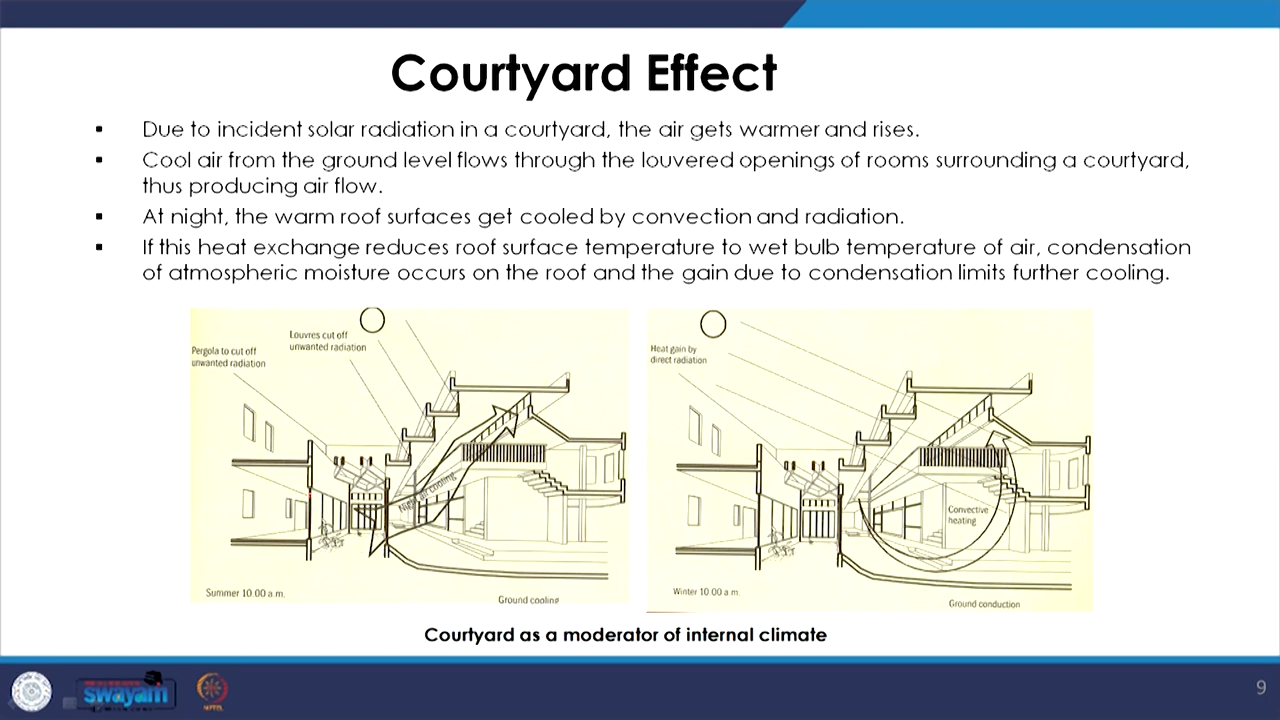 Courtyard Effect
▪ Due to incident solar radiation in a courtyard, the air gets warmer and rises.
▪ Cool air from the ground level flows through the louvered openings of rooms surrounding a courtyard,
thus producing air flow.
▪ At night, the warm roof surfaces get cooled by convection and radiation.
▪ If this heat exchange reduces roof surface temperature to wet bulb temperature of air, condensation
of atmospheric moisture occurs on the roof and the gain due to condensation limits further cooling.
Louvres cut off
unwanted radiation
Pergola to cut off
unwanted radiation
Night air cooling
Summer 10.00 a.m.
Ground cooling
Heat gain by
direct radiation
Convective
heating
Winter 10.00 a.m.
Ground conduction
Courtyard as a moderator of internal climate
swayam
9